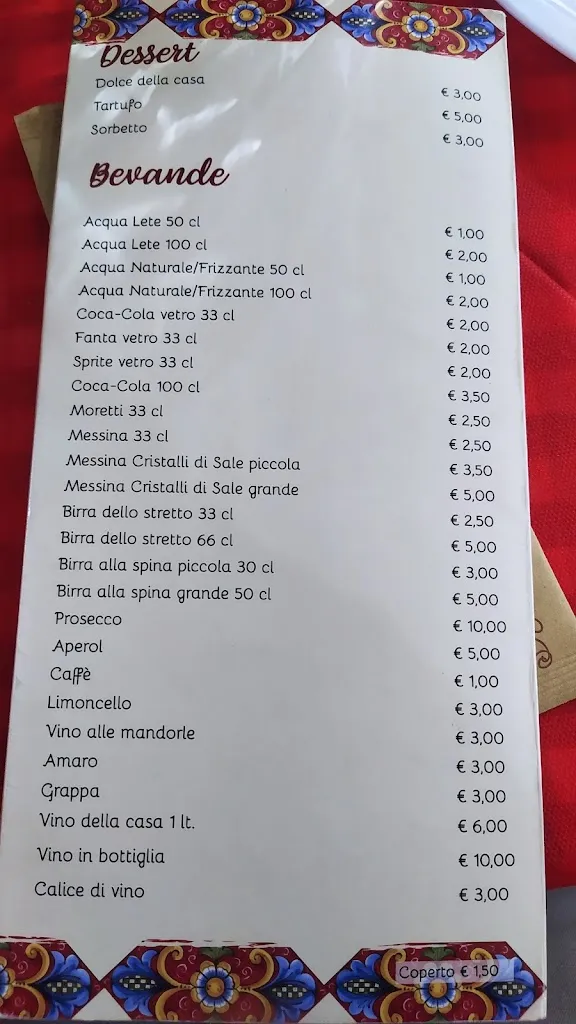 Dessert
Dolce della casa € 3,00
Tartufo € 5,00
Sorbetto € 3,00
Bevande
Acqua Lete 50 cl € 1,00
Acqua Lete 100 cl € 2,00
Acqua Naturale/Frizzante 50 cl € 1,00
Acqua Naturale/Frizzante 100 cl € 2,00
Coca-Cola vetro 33 cl € 2,00
Fanta vetro 33 cl € 2,00
Sprite vetro 33 cl € 2,00
Coca-Cola 100 cl € 3,50
Moretti 33 cl € 2,50
Messina 33 cl € 2,50
Messina Cristalli di Sale piccola € 3,50
Messina Cristalli di Sale grande € 5,00
Birra dello stretto 33 cl € 2,50
Birra dello stretto 66 cl € 5,00
Birra alla spina piccola 30 cl € 3,00
Birra alla spina grande 50 cl € 5,00
Prosecco € 10,00
Aperol € 5,00
Caffè € 1,00
Limoncello € 3,00
Vino alle mandorle € 3,00
Amaro € 3,00
Grappa € 3,00
Vino della casa 1 lt. € 6,00
Vino in bottiglia € 10,00
Calice di vino € 3,00
Coperto € 1,50